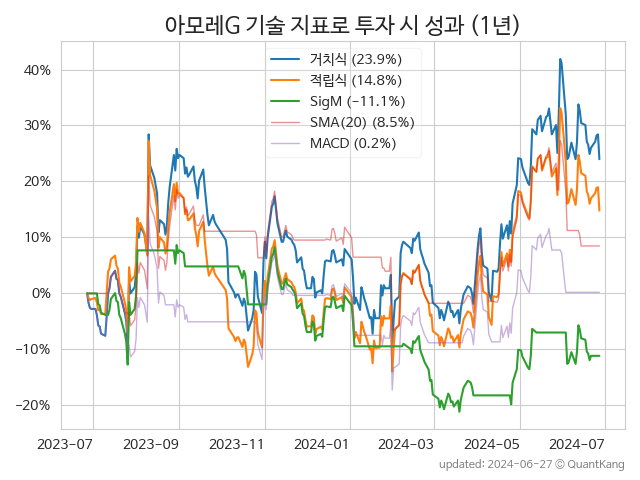 아모레G 기술 지표로 투자 시 성과 (1년)
거치식 (23.9%)
적립식 (14.8%)
SigM (−11.1%)
SMA(20) (8.5%)
MACD (0.2%)
40%
30%
20%
10%
0%
−10%
−20%
2023-07
2023-09
2023-11
2024-01
2024-03
2024-05
2024-07
updated: 2024-06-27 © QuantKang